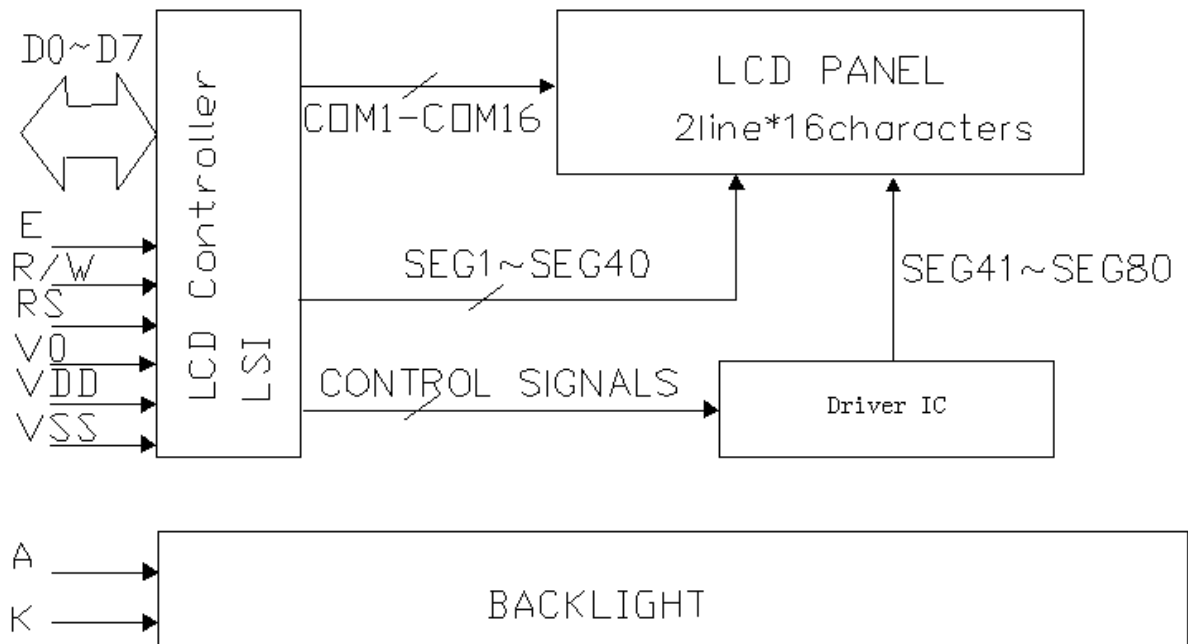 D0~D7
E
R/W
RS
V0
VDD
VSS
LCD Controller
LSI
COM1-COM16
SEG1~SEG40
CONTROL SIGNALS
LCD PANEL
2line*16characters
SEG41~SEG80
Driver IC
A
K
BACKLIGHT